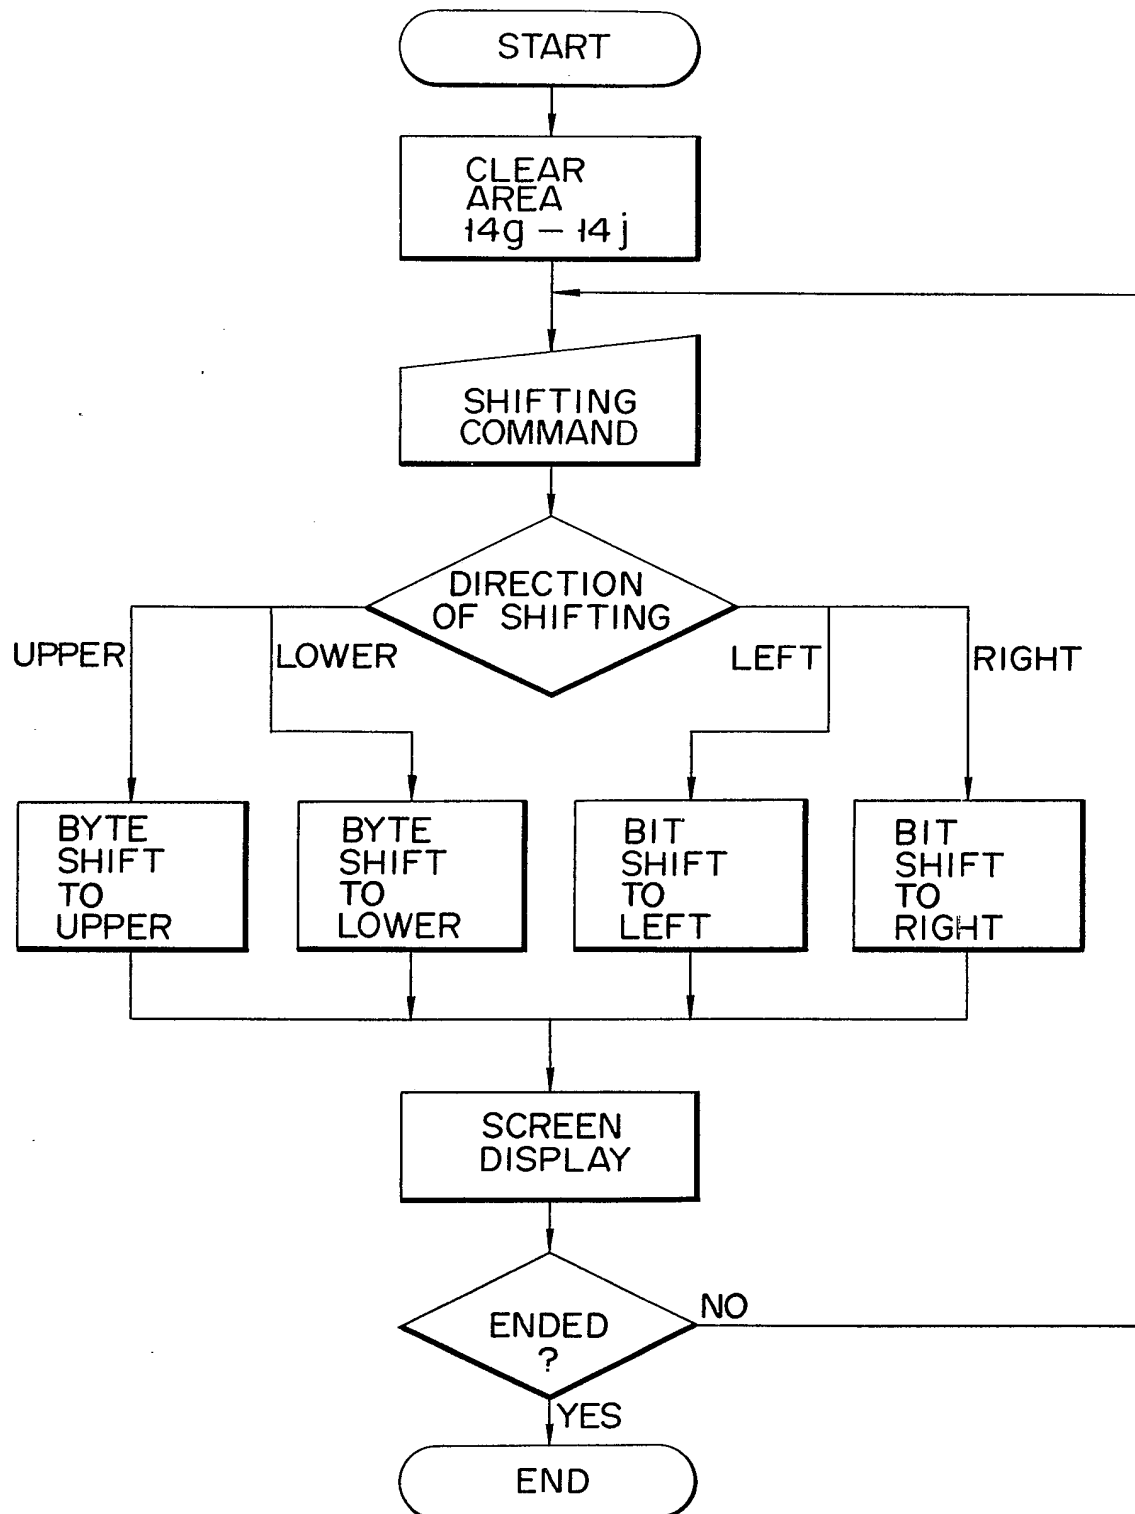 START
CLEAR
AREA
14g – 14j
SHIFTING
COMMAND
DIRECTION
OF SHIFTING
UPPER
LOWER
LEFT
RIGHT
BYTE
SHIFT
TO
UPPER
BYTE
SHIFT
TO
LOWER
BIT
SHIFT
TO
LEFT
BIT
SHIFT
TO
RIGHT
SCREEN
DISPLAY
ENDED
?
NO
YES
END